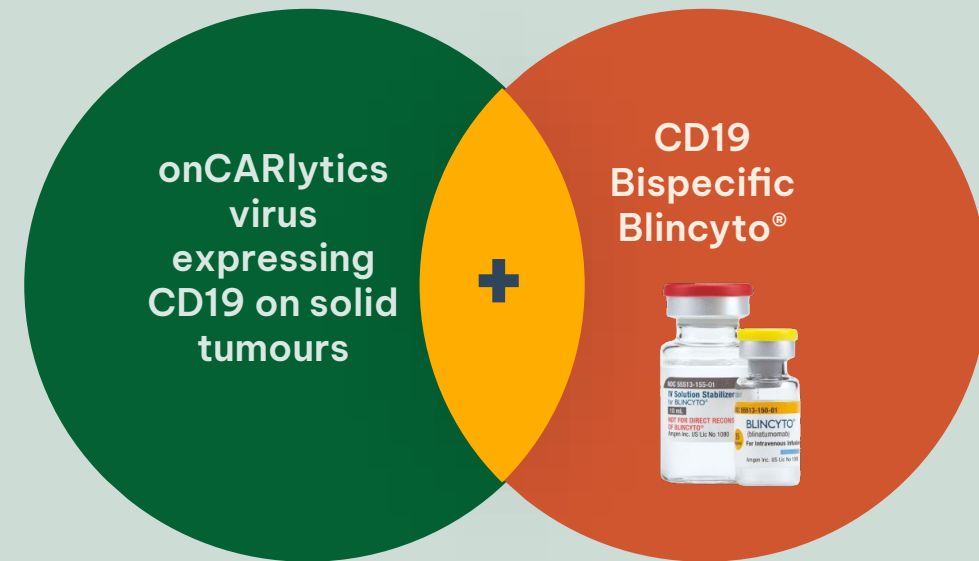 onCARlytics
virus
expressing
CD19 on solid
tumours
+
CD19
Bispecific
Blincyto®
NDC 55513-155-01
IV Solution Stabilizer
for BLINCYTO®
10 mL
NOT FOR DIRECT RECONS
OF BLINCYTO®
Amgen Inc. US Lic No 1080
55513-150-01
BLINCYTO®
(blinatumomab)
For Intravenous Infusion
Amgen Inc. US Lic No 1080